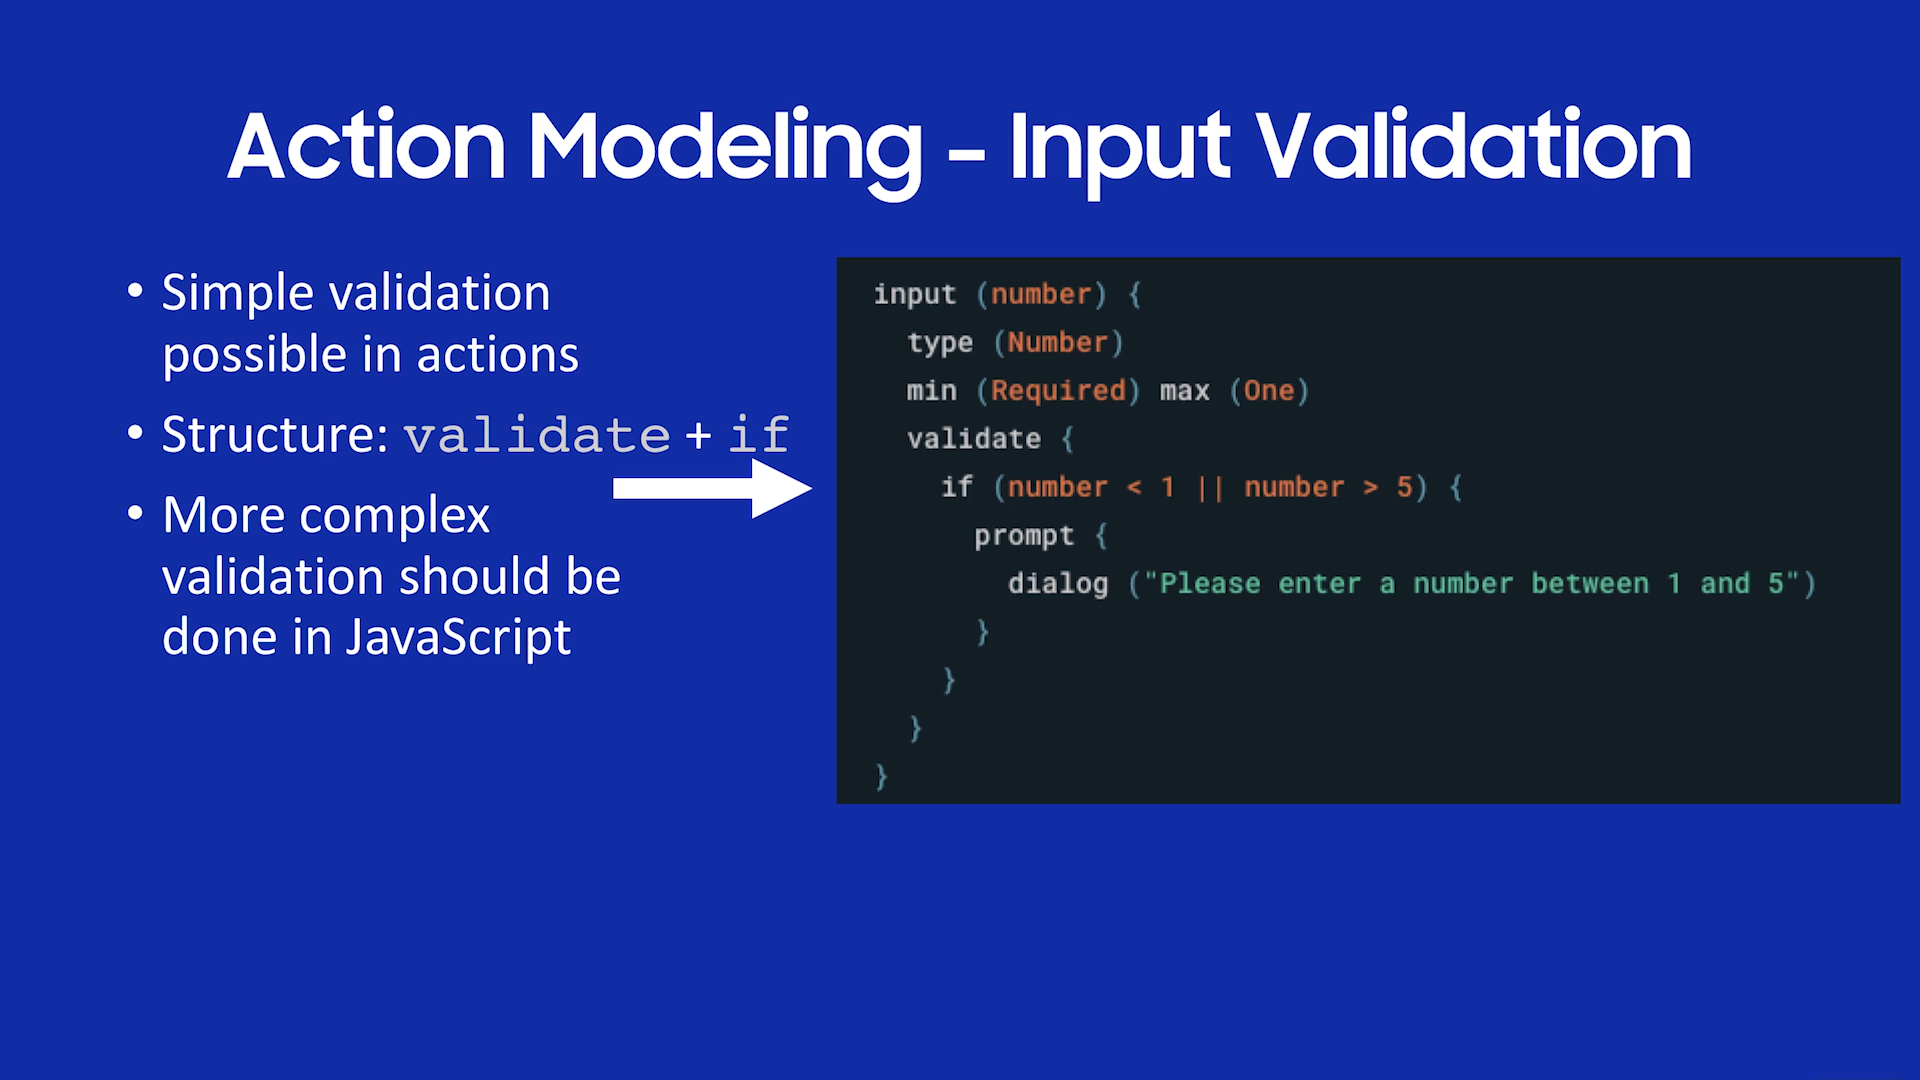 Action Modeling – Input Validation
• Simple validation
possible in actions
• Structure: validate + if
• More complex
validation should be
done in JavaScript
input (number) {
  type (Number)
  min (Required) max (One)
  validate {
    if (number < 1 || number > 5) {
      prompt {
        dialog ("Please enter a number between 1 and 5")
      }
    }
  }
}